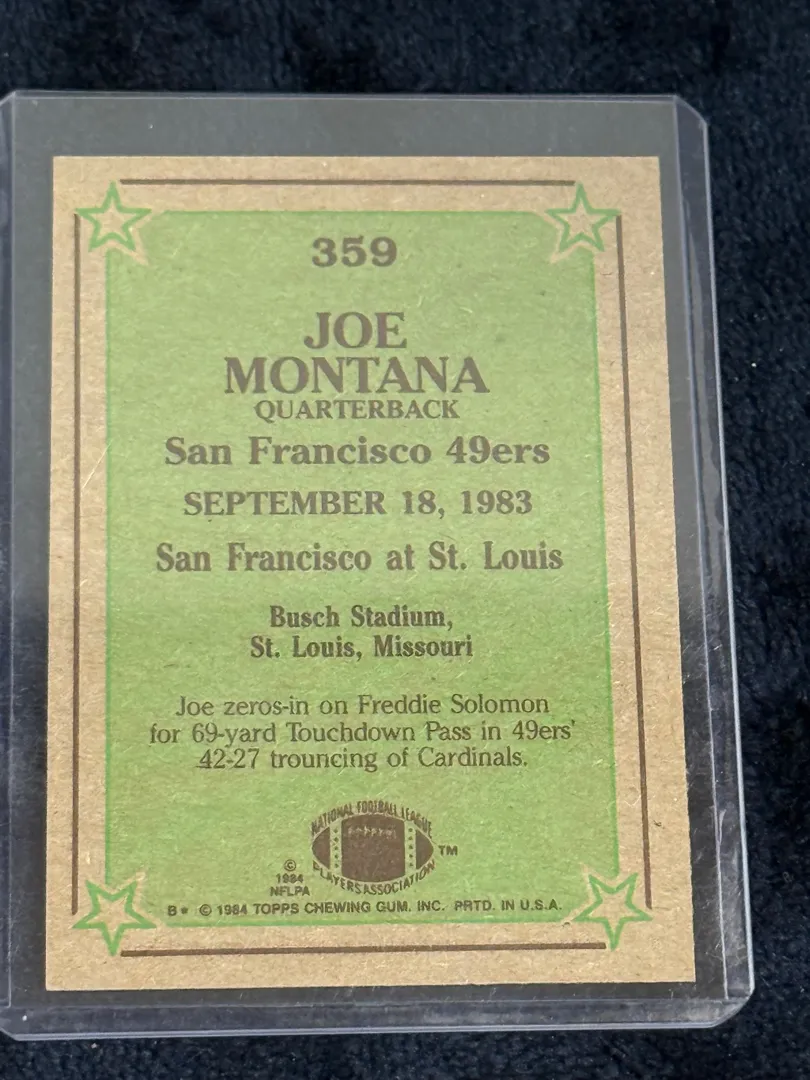 359
JOE
MONTANA
QUARTERBACK
San Francisco 49ers
SEPTEMBER 18, 1983
San Francisco at St. Louis
Busch Stadium,
St. Louis, Missouri
Joe zeros-in on Freddie Solomon
for 69-yard Touchdown Pass in 49ers'
42-27 trouncing of Cardinals.
NATIONAL FOOTBALL LEAGUE
PLAYERS ASSOCIATION
TM
©
1984
NFLPA
B* © 1984 TOPPS CHEWING GUM. INC. PRTD. IN U.S.A.